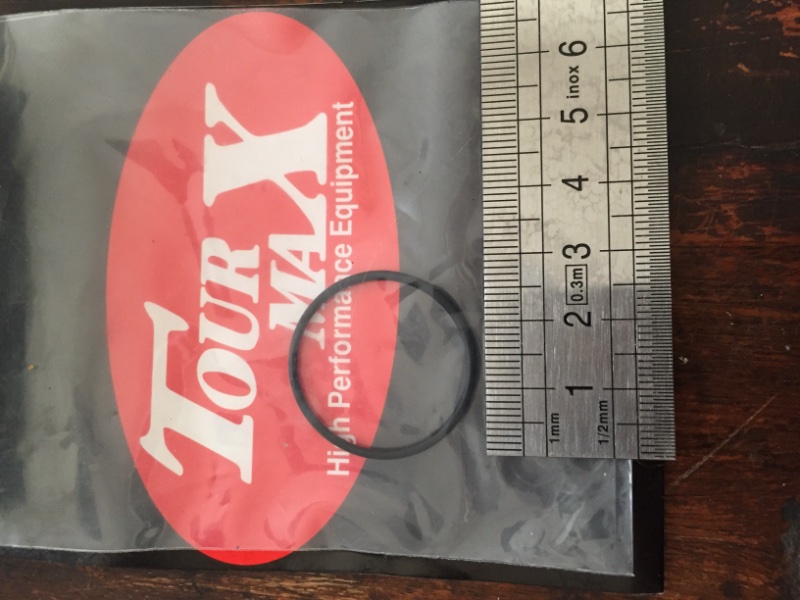 TOUR
MAX
High Performance Equipment
1mm
1/2mm
1
2
0.3m
3
4
5
inox
6